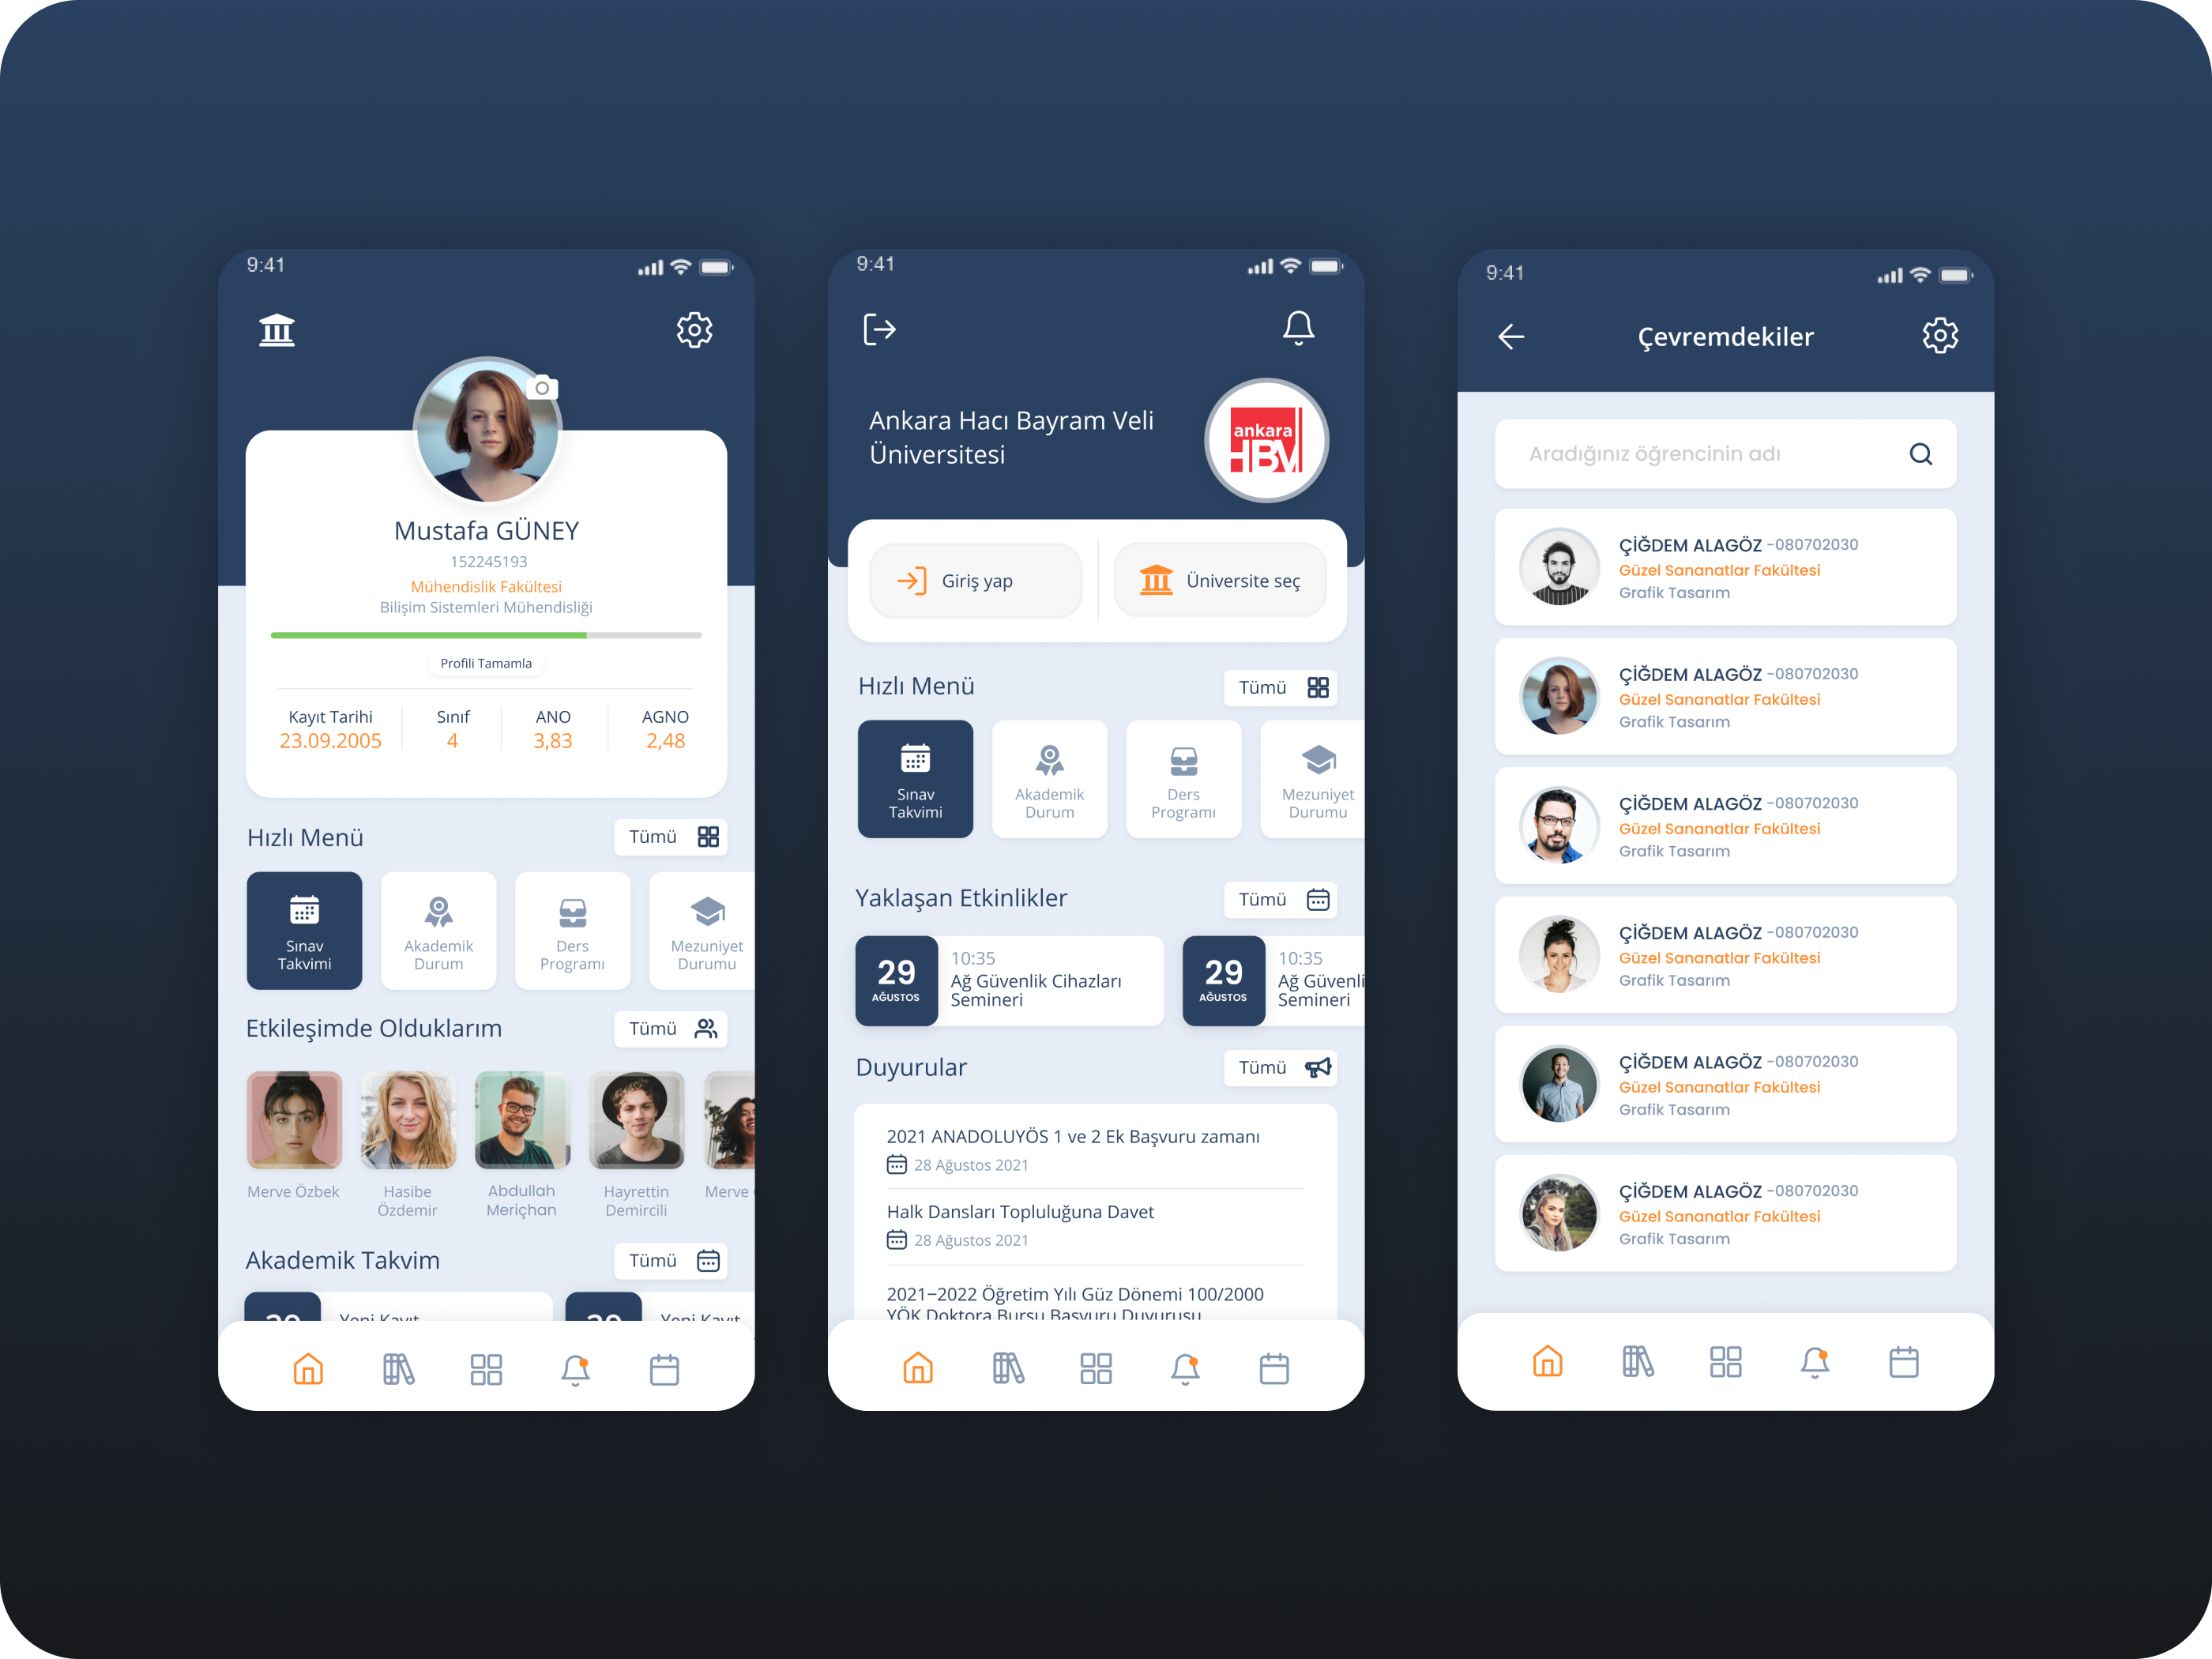 9:41
Mustafa GÜNEY
152245193
Mühendislik Fakültesi
Bilişim Sistemleri Mühendisliği
Profili Tamamla
Kayıt Tarihi Sınıf ANO AGNO
23.09.2005 4 3,83 2,48
Hızlı Menü Tümü
Sınav Takvimi
Akademik Durum
Ders Programı
Mezuniyet Durumu
Etkileşimde Olduklarım Tümü
Merve Özbek
Hasibe Özdemir
Abdullah Meriçhan
Hayrettin Demircili
Merve
Akademik Takvim Tümü
Yeni Kayıt
Yeni Kayıt
9:41
Ankara Hacı Bayram Veli
Üniversitesi
ankara
HBV
Giriş yap
Üniversite seç
Hızlı Menü Tümü
Sınav Takvimi
Akademik Durum
Ders Programı
Mezuniyet Durumu
Yaklaşan Etkinlikler Tümü
29
AĞUSTOS
10:35
Ağ Güvenlik Cihazları
Semineri
29
AĞUSTOS
10:35
Ağ Güvenli
Semineri
Duyurular Tümü
2021 ANADOLUYÖS 1 ve 2 Ek Başvuru zamanı
28 Ağustos 2021
Halk Dansları Topluluğuna Davet
28 Ağustos 2021
2021–2022 Öğretim Yılı Güz Dönemi 100/2000
YÖK Doktora Bursu Başvuru Duyurusu
9:41
Çevremdekiler
Aradığınız öğrencinin adı
ÇİĞDEM ALAGÖZ -080702030
Güzel Sananatlar Fakültesi
Grafik Tasarım
ÇİĞDEM ALAGÖZ -080702030
Güzel Sananatlar Fakültesi
Grafik Tasarım
ÇİĞDEM ALAGÖZ -080702030
Güzel Sananatlar Fakültesi
Grafik Tasarım
ÇİĞDEM ALAGÖZ -080702030
Güzel Sananatlar Fakültesi
Grafik Tasarım
ÇİĞDEM ALAGÖZ -080702030
Güzel Sananatlar Fakültesi
Grafik Tasarım
ÇİĞDEM ALAGÖZ -080702030
Güzel Sananatlar Fakültesi
Grafik Tasarım